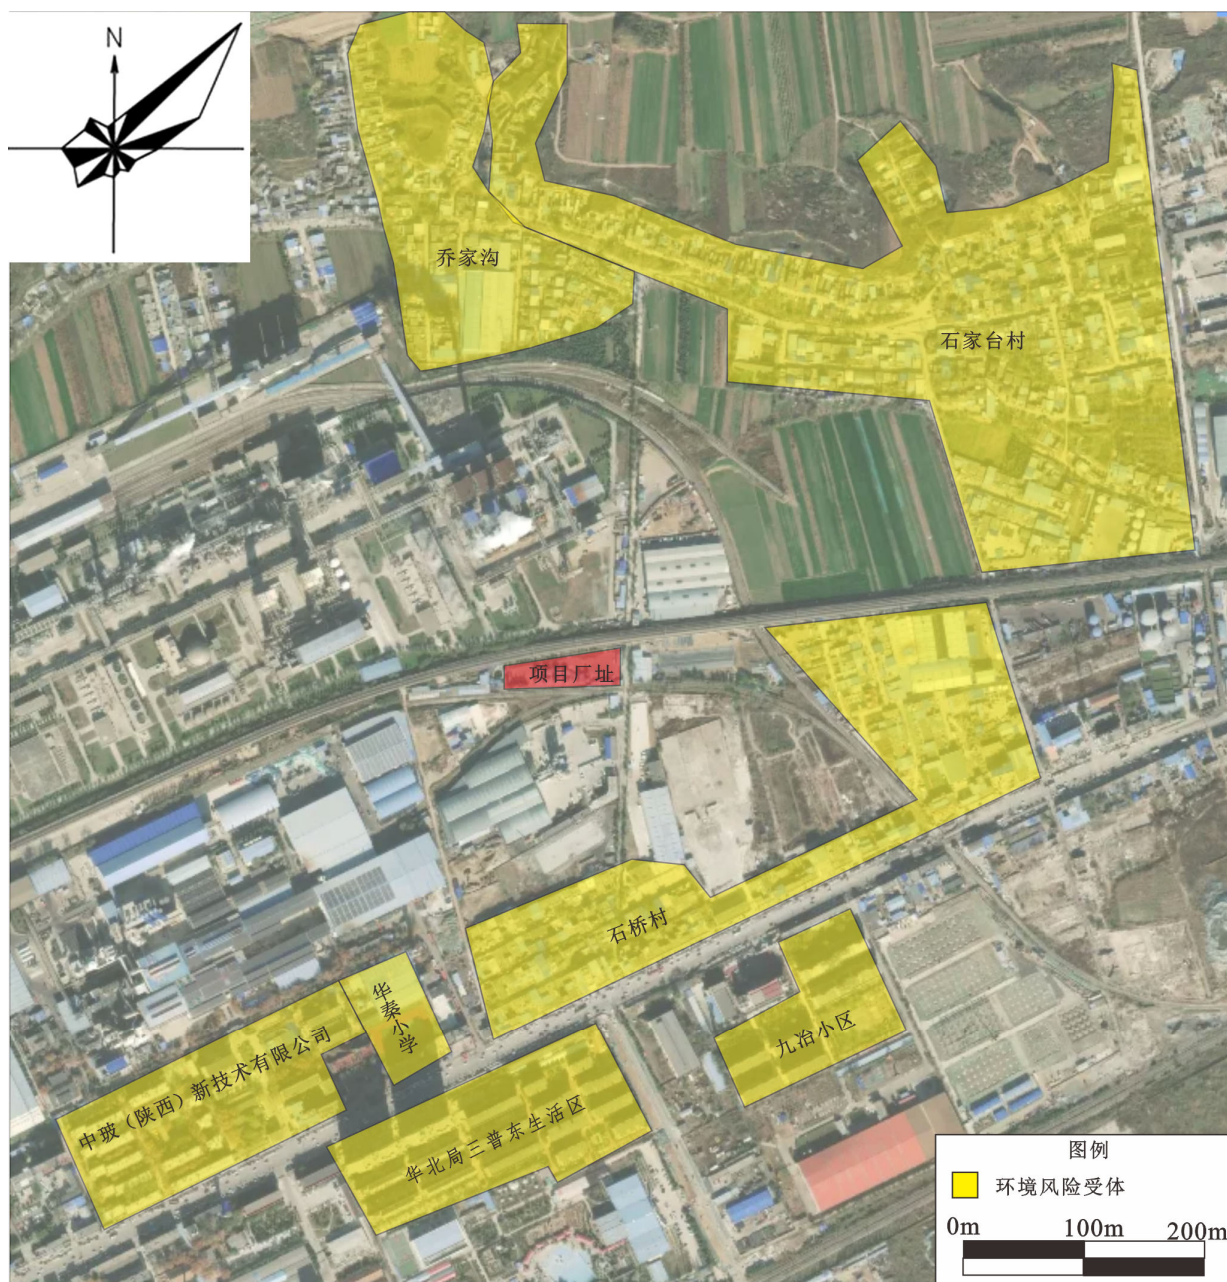 N
乔家沟
石家台村
项目厂址
石桥村
华秦小学
九冶小区
中玻（陕西）新技术有限公司
华北局三普东生活区
图例
环境风险受体
0m 100m 200m